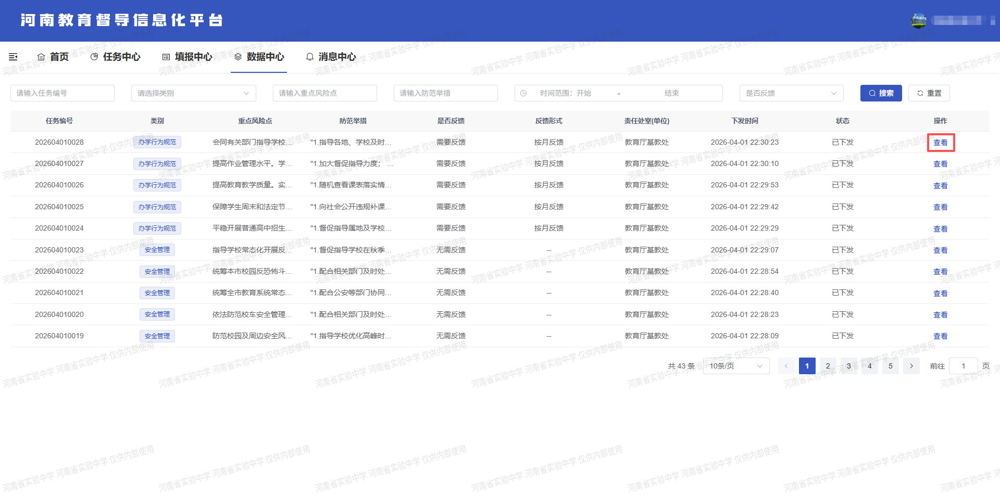 河南教育督导信息化平台
首页 任务中心 填报中心 数据中心 消息中心
请输入任务编号 请选择类别 请输入重点风险点 请输入防范举措 时间范围：开始 - 结束 是否反馈 搜索 重置
任务编号 类别 重点风险点 防范举措 是否反馈 反馈形式 责任处室(单位) 下发时间 状态 操作
202604010028 办学行为规范 会同有关部门指导学校... "1.指导各地、学校及时... 需要反馈 按月反馈 教育厅基教处 2026-04-01 22:30:23 已下发 查看
202604010027 办学行为规范 提高作业管理水平。学... "1.加大督促指导力度； ... 需要反馈 按月反馈 教育厅基教处 2026-04-01 22:30:10 已下发 查看
202604010026 办学行为规范 提高教育教学质量。实... "1.随机查看课表落实情... 需要反馈 按月反馈 教育厅基教处 2026-04-01 22:29:53 已下发 查看
202604010025 办学行为规范 保障学生周末和法定节... "1.向社会公开违规补课... 需要反馈 按月反馈 教育厅基教处 2026-04-01 22:29:42 已下发 查看
202604010024 办学行为规范 平稳开展普通高中招生... "1.督促指导属地及学校... 需要反馈 按月反馈 教育厅基教处 2026-04-01 22:29:29 已下发 查看
202604010023 安全管理 指导学校常态化开展反... "1.督促指导学校在秋季... 无需反馈 -- 教育厅基教处 2026-04-01 22:29:07 已下发 查看
202604010022 安全管理 统筹本市校园反恐怖斗... "1.配合相关部门及时处... 无需反馈 -- 教育厅基教处 2026-04-01 22:28:54 已下发 查看
202604010021 安全管理 统筹全市教育系统常态... "1.配合公安等部门协同... 无需反馈 -- 教育厅基教处 2026-04-01 22:28:40 已下发 查看
202604010020 安全管理 依法防范校车安全管理... "1.配合相关部门及时处... 无需反馈 -- 教育厅基教处 2026-04-01 22:28:23 已下发 查看
202604010019 安全管理 防范校园及周边安全风... "1.指导学校优化高峰时... 无需反馈 -- 教育厅基教处 2026-04-01 22:28:09 已下发 查看
共 43 条 10条/页 1 2 3 4 5 前往 1 页
河南省实验中学 河南省实验中学 仅供内部使用